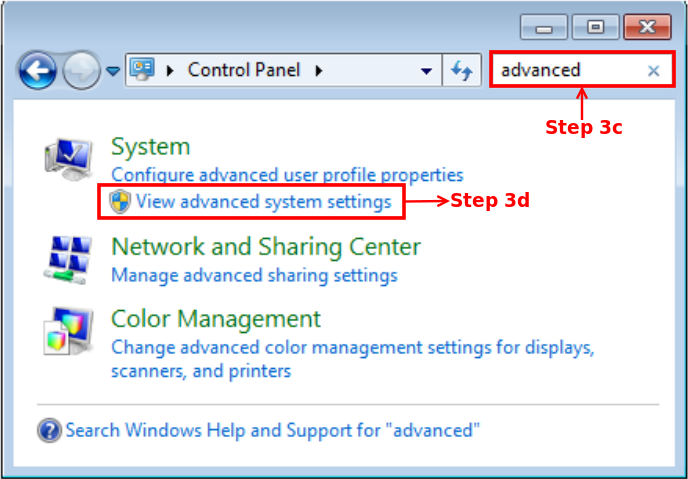 Control Panel
advanced
Step 3c
System
Configure advanced user profile properties
View advanced system settings
Step 3d
Network and Sharing Center
Manage advanced sharing settings
Color Management
Change advanced color management settings for displays,
scanners, and printers
Search Windows Help and Support for "advanced"